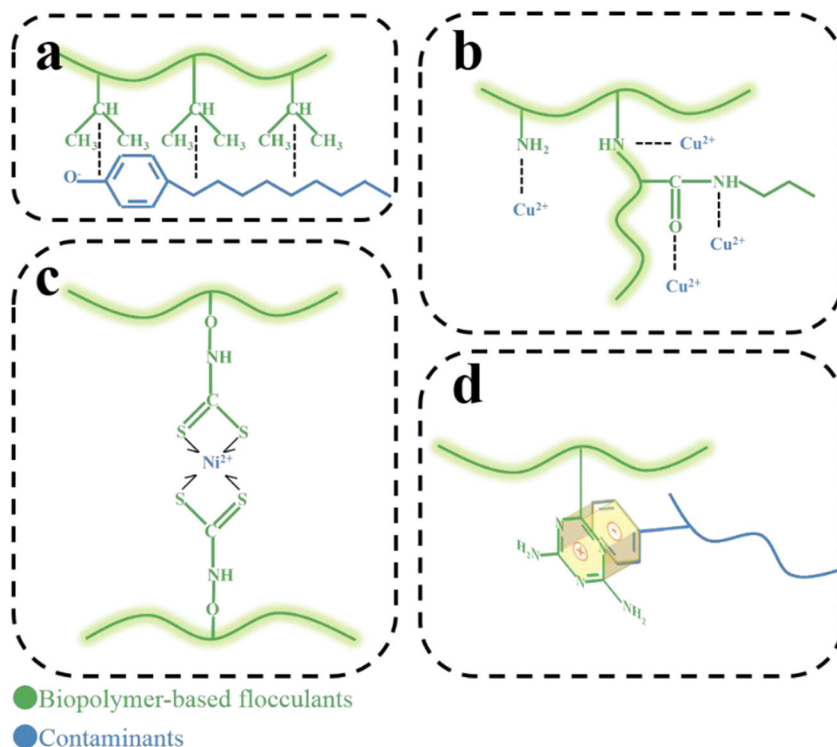 a
CH CH CH
CH₃ CH₃ CH₃ CH₃ CH₃ CH₃
O⁻
b
NH₂ HN Cu²⁺
C NH
Cu²⁺
O Cu²⁺
Cu²⁺
c
O
NH
C
S S
Ni²⁺
S S
C
NH
O
d
N N
H₂N + - N
N
NH₂
Biopolymer-based flocculants
Contaminants